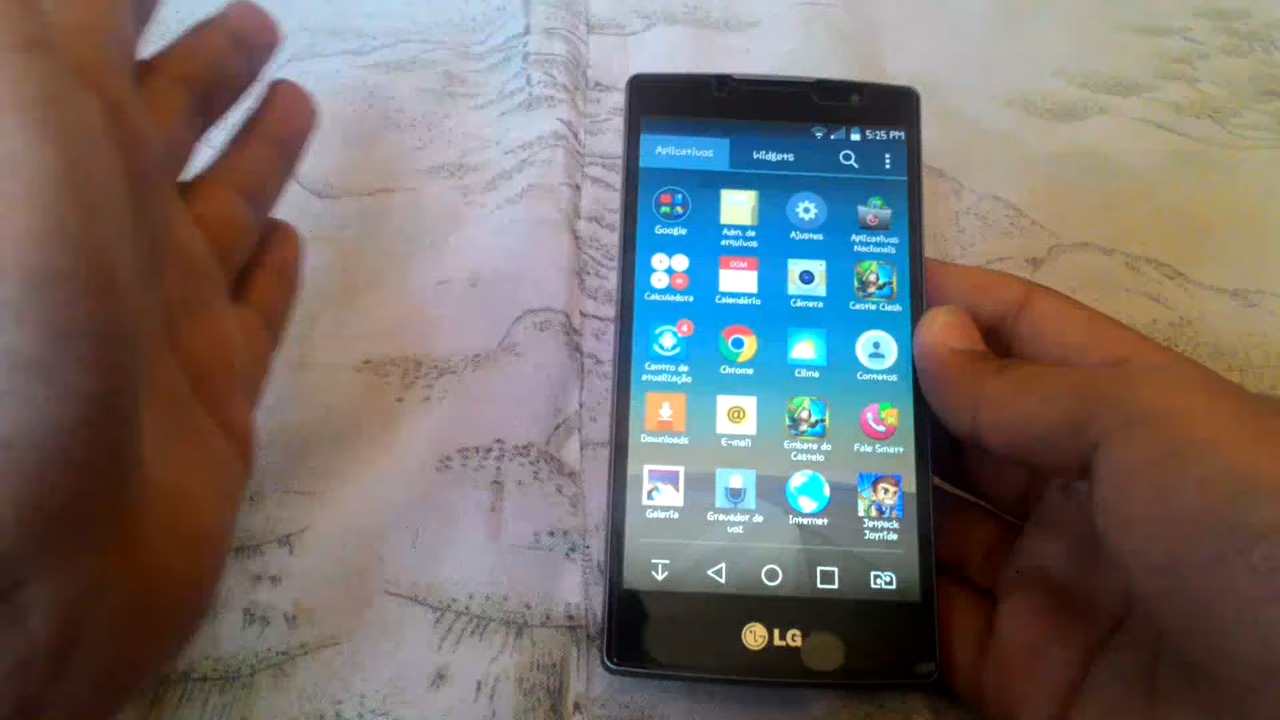 5:25 PM
Aplicativos Widgets
Google
Adm. de
arquivos
Ajustes
Aplicativos
Nacionais
Calculadora
DOM
Calendário
Câmera
Castle Clash
4
Centro de
atualização
Chrome
Clima
Contatos
Downloads
@
E-mail
Embate do
Castelo
Fale Smart
Galeria
Gravador de
voz
Internet
Jetpack
Joyride
LG